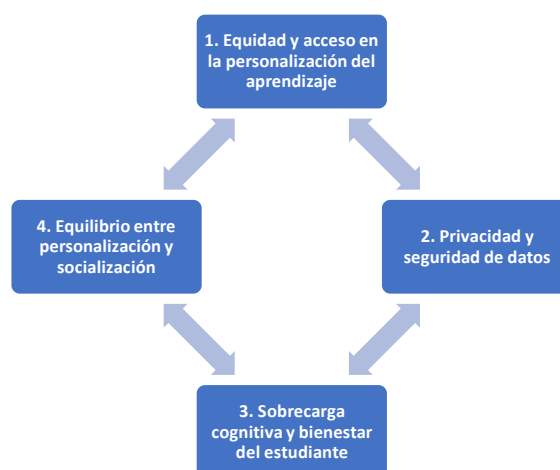 1. Equidad y acceso en
la personalización del
aprendizaje
2. Privacidad y
seguridad de datos
3. Sobrecarga
cognitiva y bienestar
del estudiante
4. Equilibrio entre
personalización y
socialización